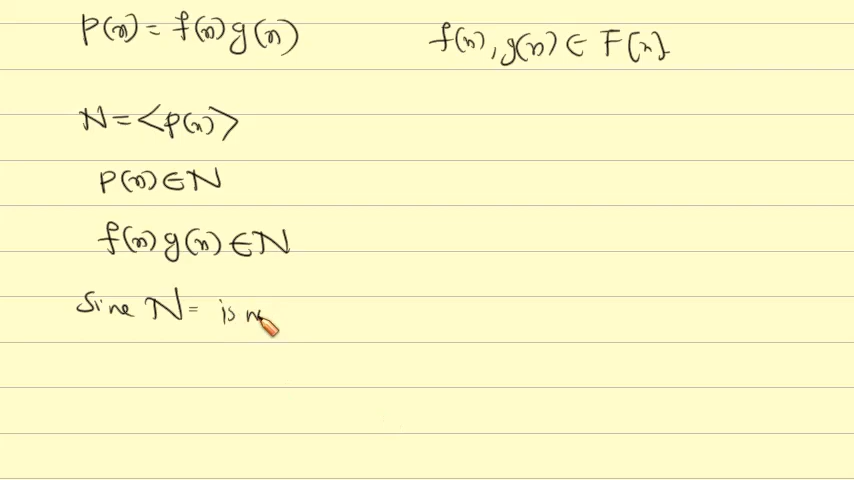 P(x) = f(x) g(x)
f(x), g(x) ∈ F[x]
N = <P(x)>
P(x) ∈ N
f(x) g(x) ∈ N
Sine N = is